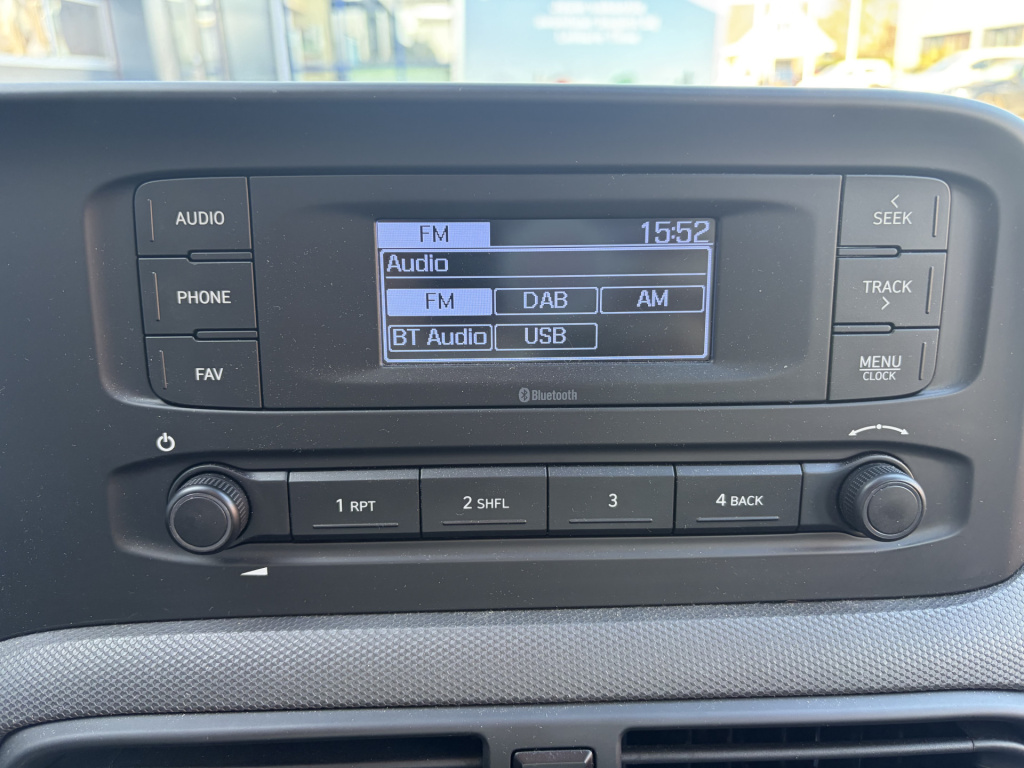 AUDIO
PHONE
FAV
FM 15:52
Audio
FM DAB AM
BT Audio USB
Bluetooth
< SEEK
TRACK >
MENU
CLOCK
1 RPT
2 SHFL
3
4 BACK